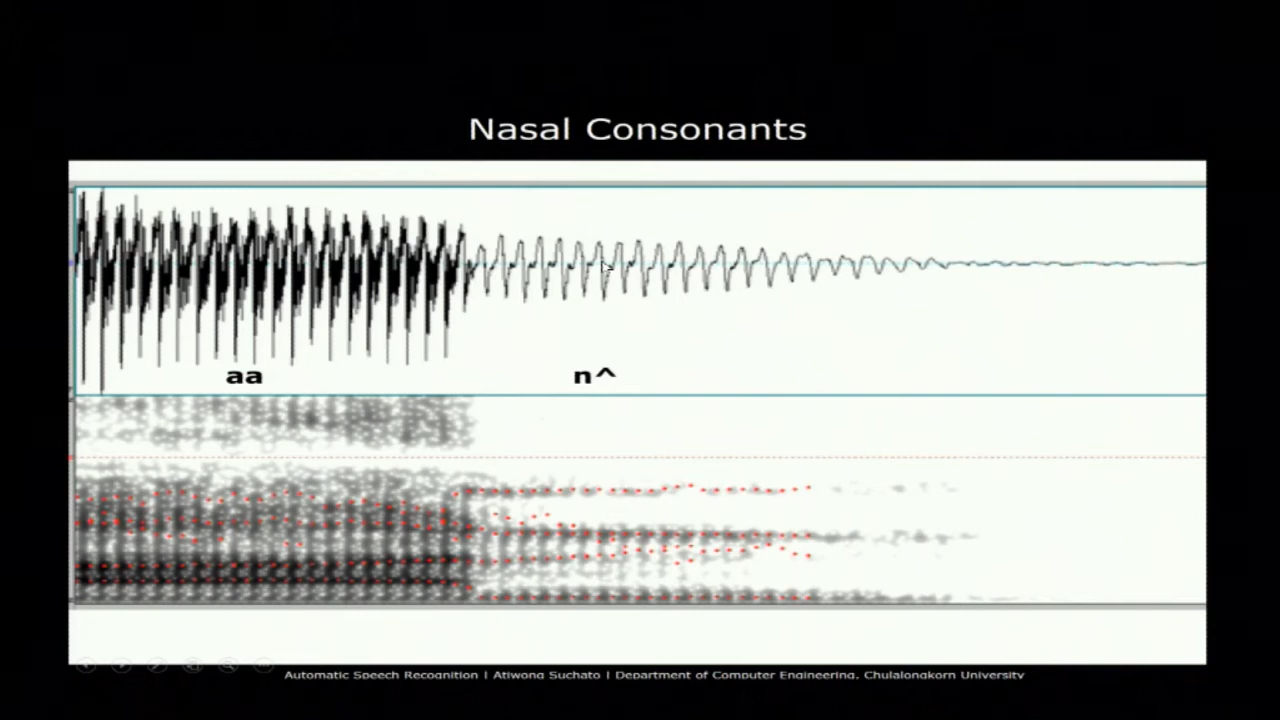 Nasal Consonants
aa n^
Automatic Speech Recognition | Atiwong Suchato | Department of Computer Engineering, Chulalongkorn University